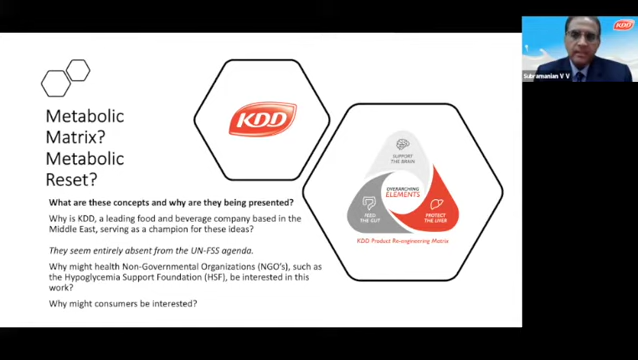 Metabolic
Matrix?
Metabolic
Reset?
What are these concepts and why are they being presented?
Why is KDD, a leading food and beverage company based in the
Middle East, serving as a champion for these ideas?
They seem entirely absent from the UN-FSS agenda.
Why might health Non-Governmental Organizations (NGO's), such as
the Hypoglycemia Support Foundation (HSF), be interested in this
work?
Why might consumers be interested?
KDD
SUPPORT
THE BRAIN
OVERARCHING
ELEMENTS
FEED
THE GUT
PROTECT
THE LIVER
KDD Product Re-engineering Matrix
KDD
Subramanian V V